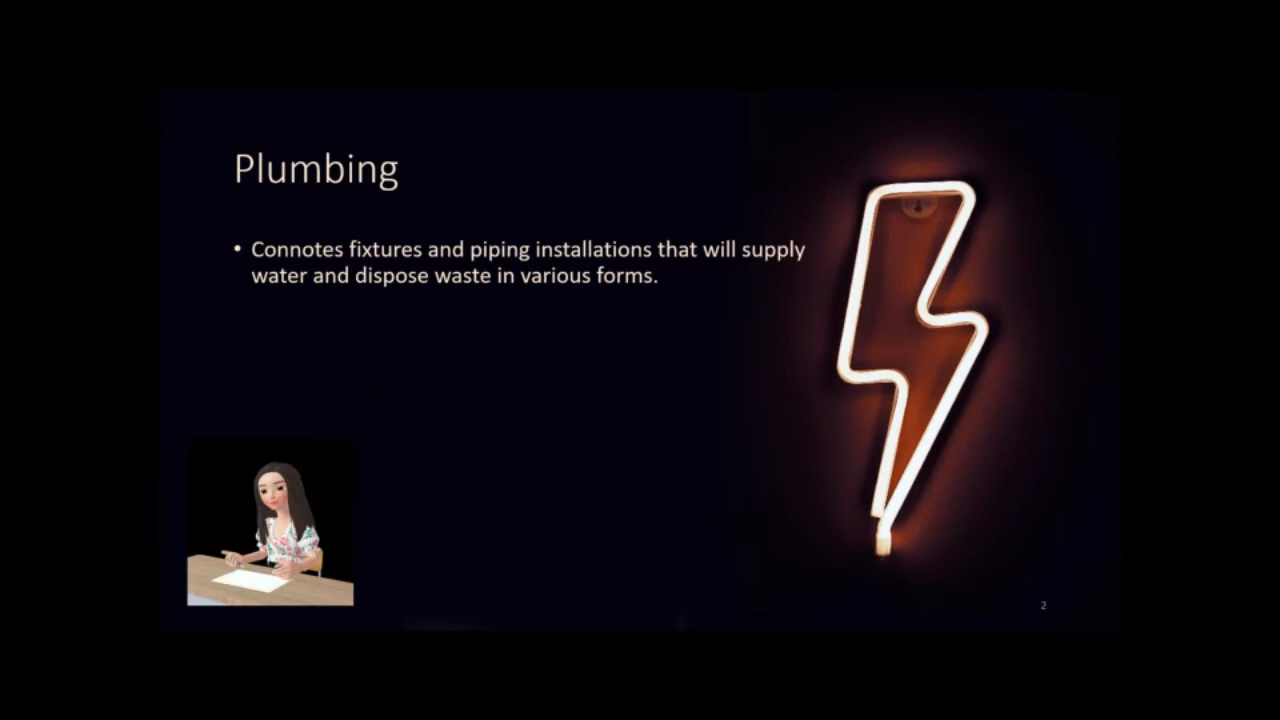 Plumbing
• Connotes fixtures and piping installations that will supply
water and dispose waste in various forms.
2